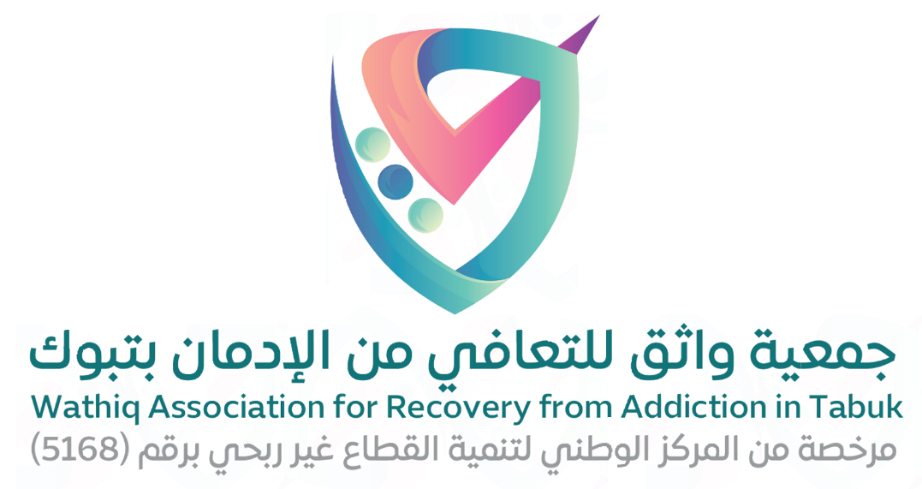 جمعية واثق للتعافي من الإدمان بتبوك
Wathiq Association for Recovery from Addiction in Tabuk
مرخصة من المركز الوطني لتنمية القطاع غير ربحي برقم (5168)